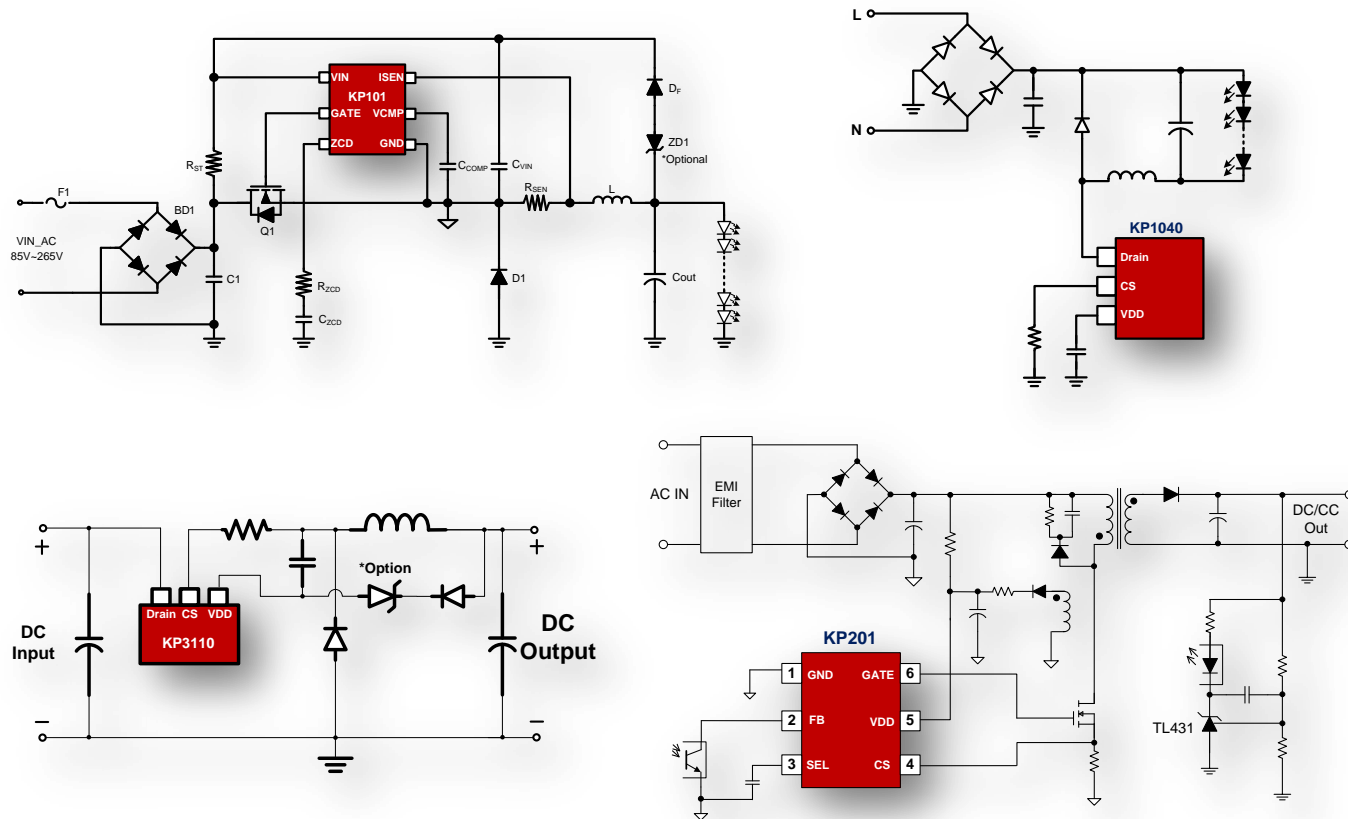 VIN
ISEN
KP101
GATE
VCMP
ZCD
GND
RST
F1
BD1
VIN_AC
85V~265V
C1
Q1
RZCD
CZCD
CCOMP
CVIN
RSEN
L
D1
DF
ZD1
*Optional
Cout
L
N
KP1040
Drain
CS
VDD
+
+
*Option
Drain
CS
VDD
KP3110
DC
Input
DC
Output
–
–
AC IN
EMI
Filter
DC/CC
Out
KP201
1
GND
GATE
6
2
FB
VDD
5
3
SEL
CS
4
TL431